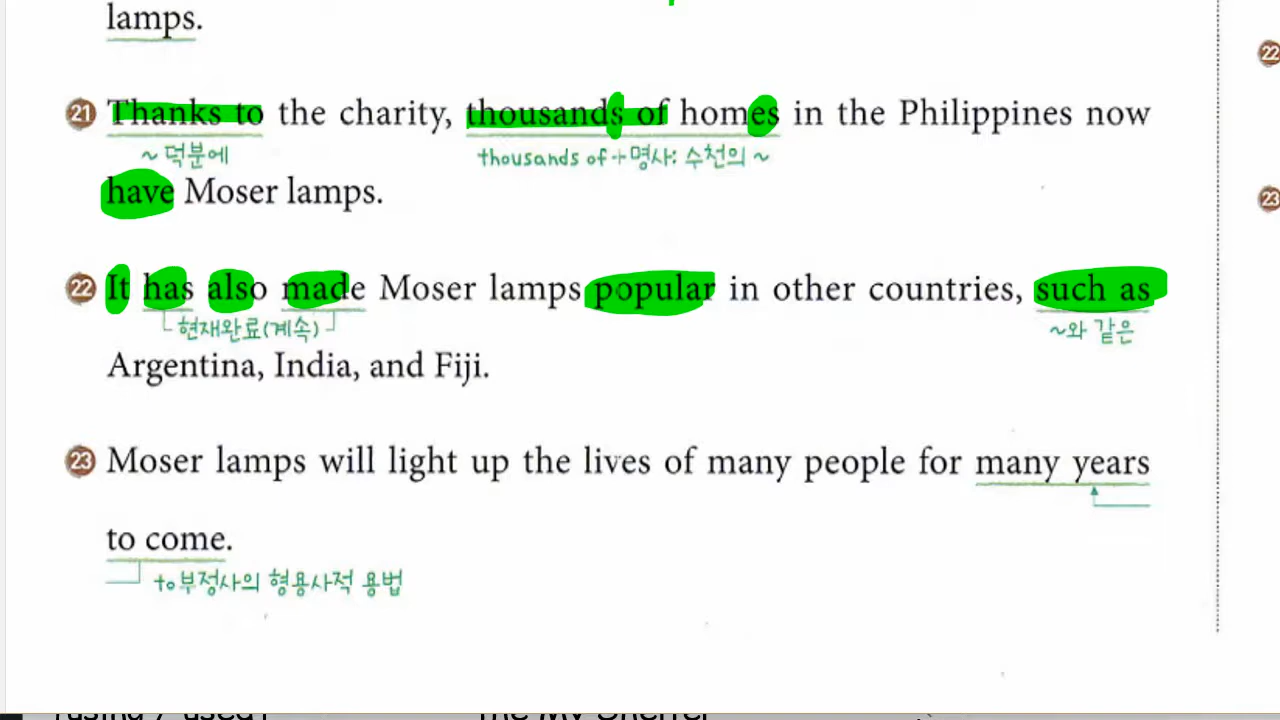 lamps.
21 Thanks to the charity, thousands of homes in the Philippines now
~ 덕분에
thousands of+명사: 수천의 ~
have Moser lamps.
22 It has also made Moser lamps popular in other countries, such as
현재완료(계속)
~와 같은
Argentina, India, and Fiji.
23 Moser lamps will light up the lives of many people for many years
to come.
to부정사의 형용사적 용법
22
23